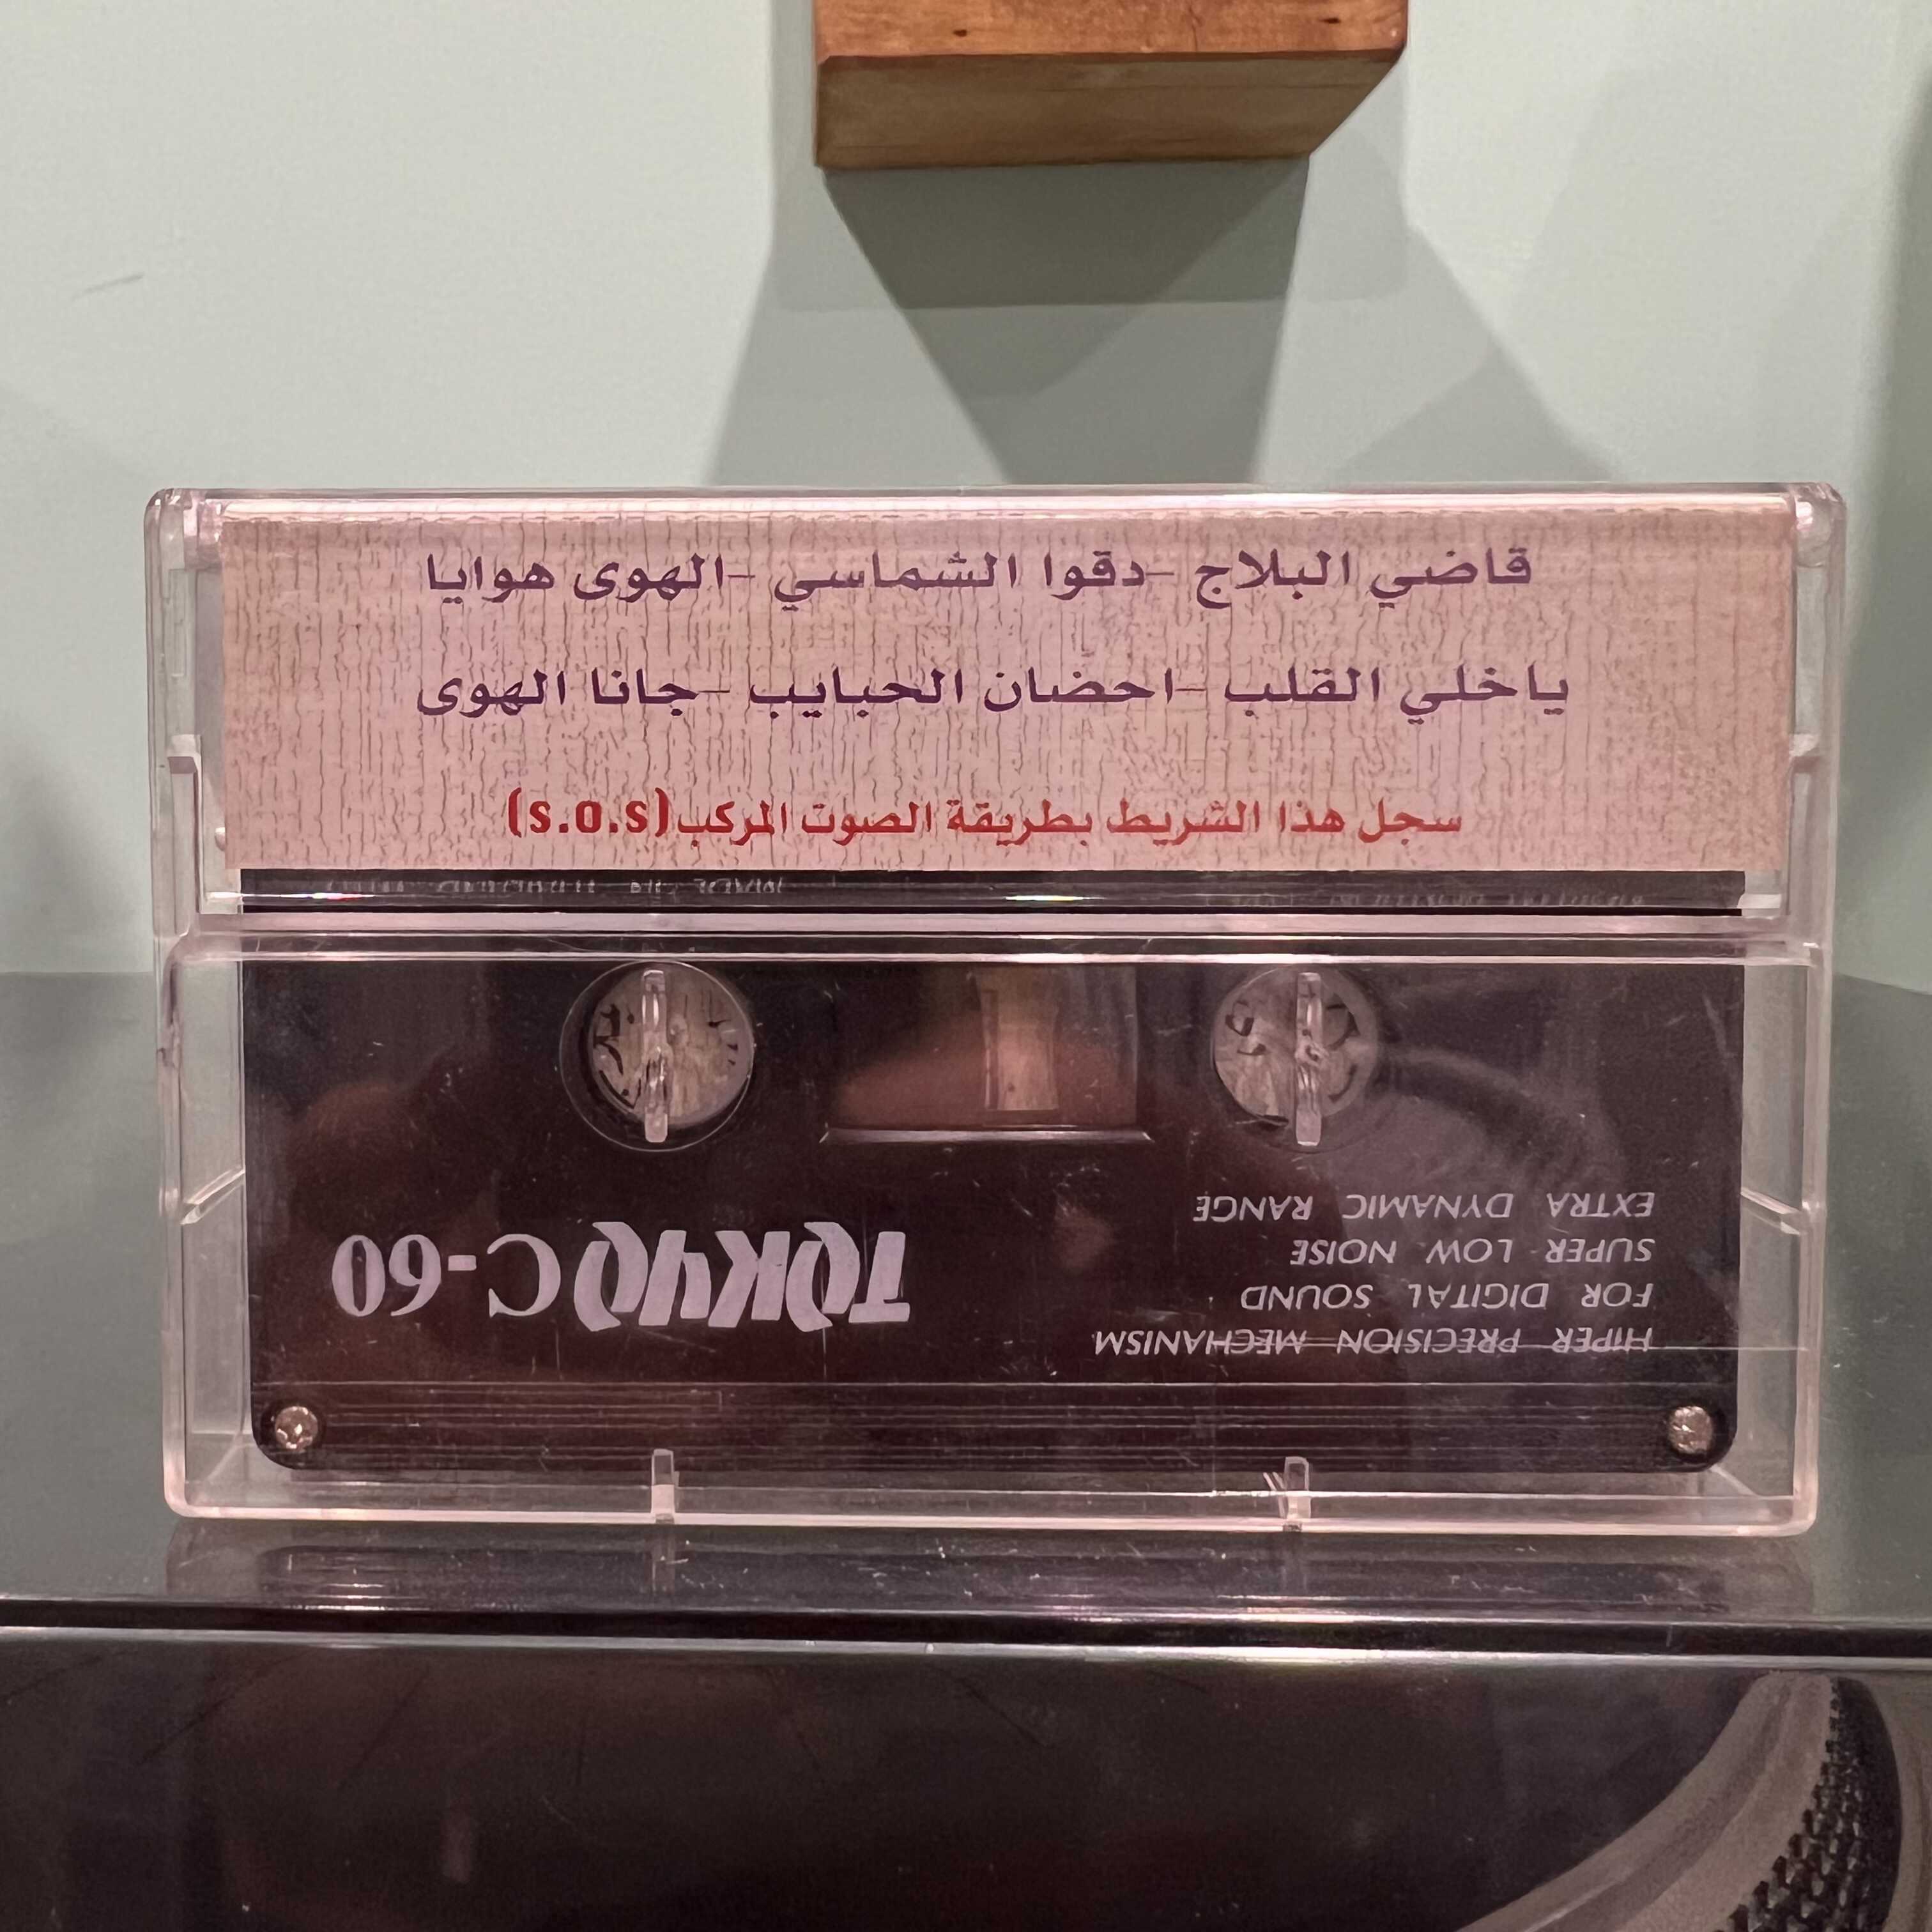 قاضي البلاج -دقوا الشماسي -الهوى هوايا
ياخلي القلب -احضان الحبايب -جانا الهوى
سجل هذا الشريط بطريقة الصوت المركب(S.O.S)
TOKYO C-60
HIPER PRECISION MECHANISM
FOR DIGITAL SOUND
SUPER LOW NOISE
EXTRA DYNAMIC RANGE